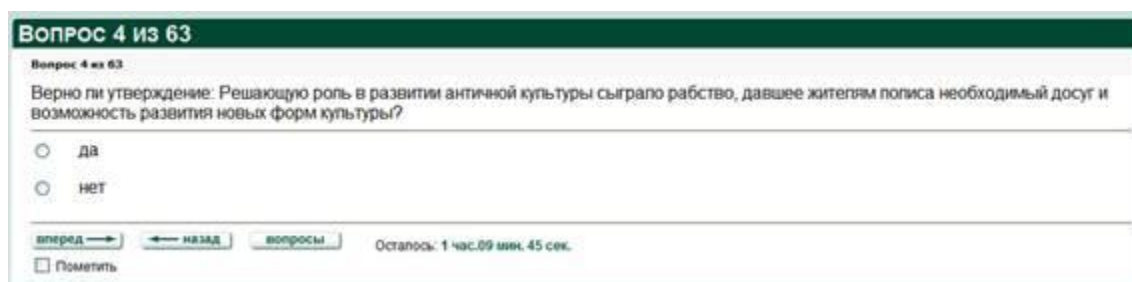 Вопрос 4 из 63
Вопрос 4 из 63
Верно ли утверждение: Решающую роль в развитии античной культуры сыграло рабство, давшее жителям полиса необходимый досуг и
возможность развития новых форм культуры?
да
нет
вперед назад вопросы Осталось: 1 час.09 мин. 45 сек.
Пометить